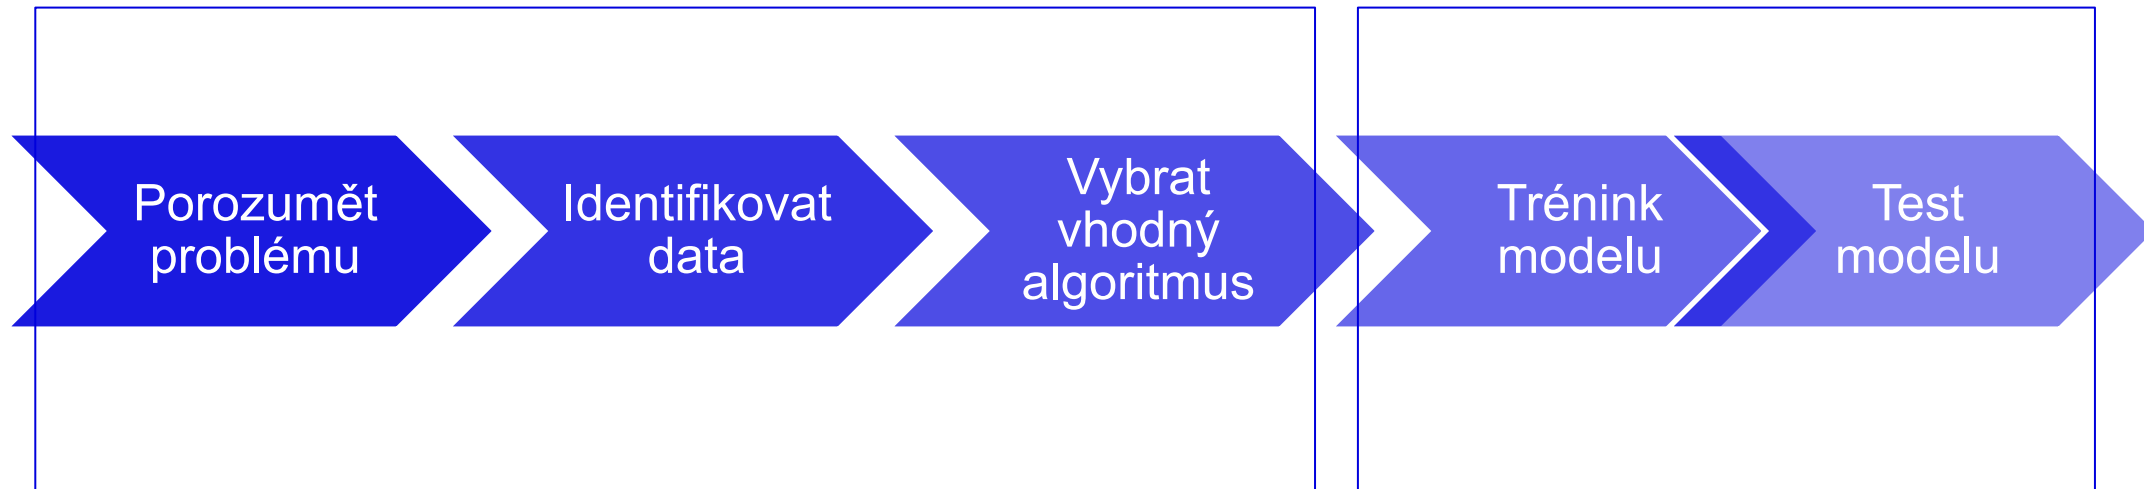 Porozumět
problému
Identifikovat
data
Vybrat
vhodný
algoritmus
Trénink
modelu
Test
modelu